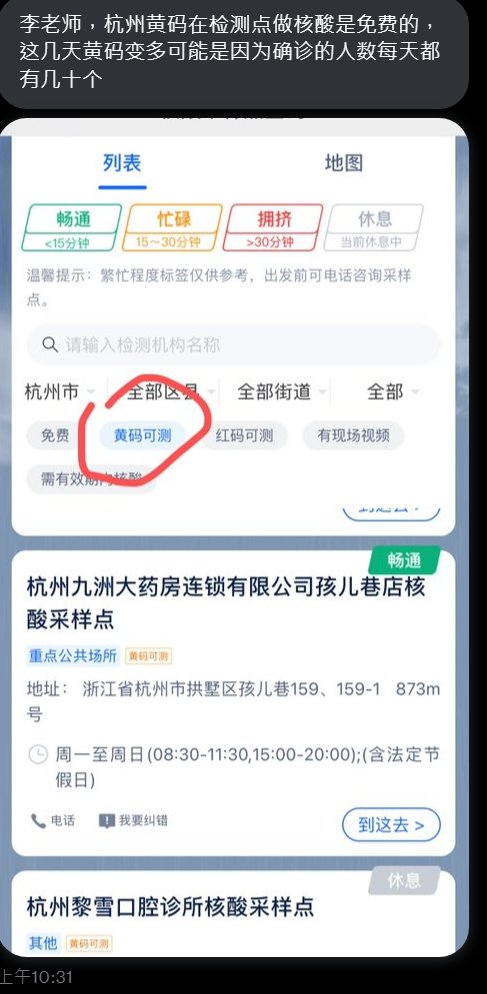 李老师，杭州黄码在检测点做核酸是免费的，
这几天黄码变多可能是因为确诊的人数每天都
有几十个
列表 地图
畅通 忙碌 拥挤 休息
<15分钟 15～30分钟 >30分钟 当前休息中
温馨提示：繁忙程度标签仅供参考，出发前可电话咨询采样
点。
请输入检测机构名称
杭州市 全部区县 全部街道 全部
免费 黄码可测 红码可测 有现场视频
需有效期内核酸
到这去 >
畅通
杭州九洲大药房连锁有限公司孩儿巷店核
酸采样点
重点公共场所 黄码可测
地址： 浙江省杭州市拱墅区孩儿巷159、159-1 873m
号
周一至周日(08:30-11:30,15:00-20:00);(含法定节
假日)
电话 我要纠错 到这去 >
休息
杭州黎雪口腔诊所核酸采样点
其他 黄码可测
上午10:31